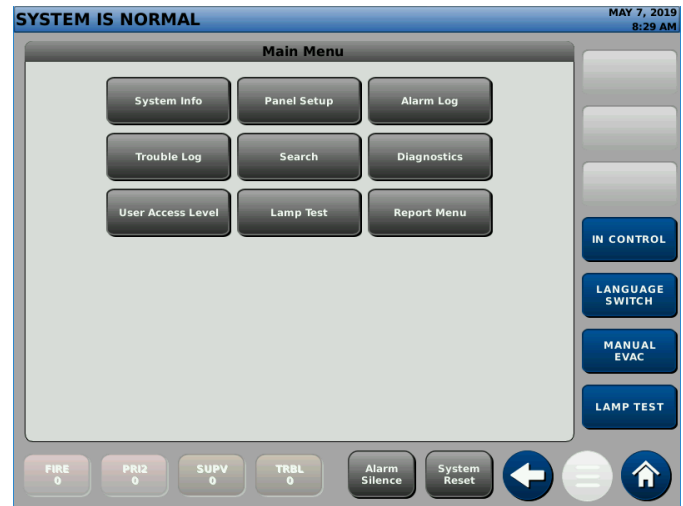 SYSTEM IS NORMAL
MAY 7, 2019
8:29 AM
Main Menu
System Info
Panel Setup
Alarm Log
Trouble Log
Search
Diagnostics
User Access Level
Lamp Test
Report Menu
IN CONTROL
LANGUAGE
SWITCH
MANUAL
EVAC
LAMP TEST
FIRE
0
PRI2
0
SUPV
0
TRBL
0
Alarm
Silence
System
Reset